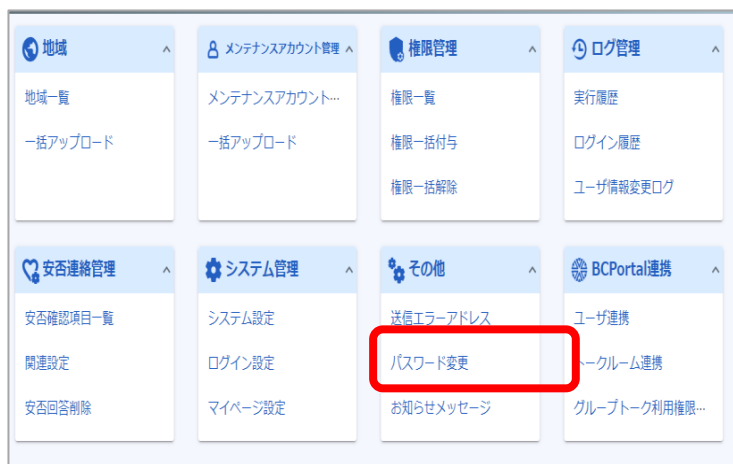 地域
地域一覧
一括アップロード
メンテナンスアカウント管理
メンテナンスアカウント…
一括アップロード
権限管理
権限一覧
権限一括付与
権限一括解除
ログ管理
実行履歴
ログイン履歴
ユーザ情報変更ログ
安否連絡管理
安否確認項目一覧
関連設定
安否回答削除
システム管理
システム設定
ログイン設定
マイページ設定
その他
送信エラーアドレス
パスワード変更
お知らせメッセージ
BCPortal連携
ユーザ連携
トークルーム連携
グループトーク利用権限…